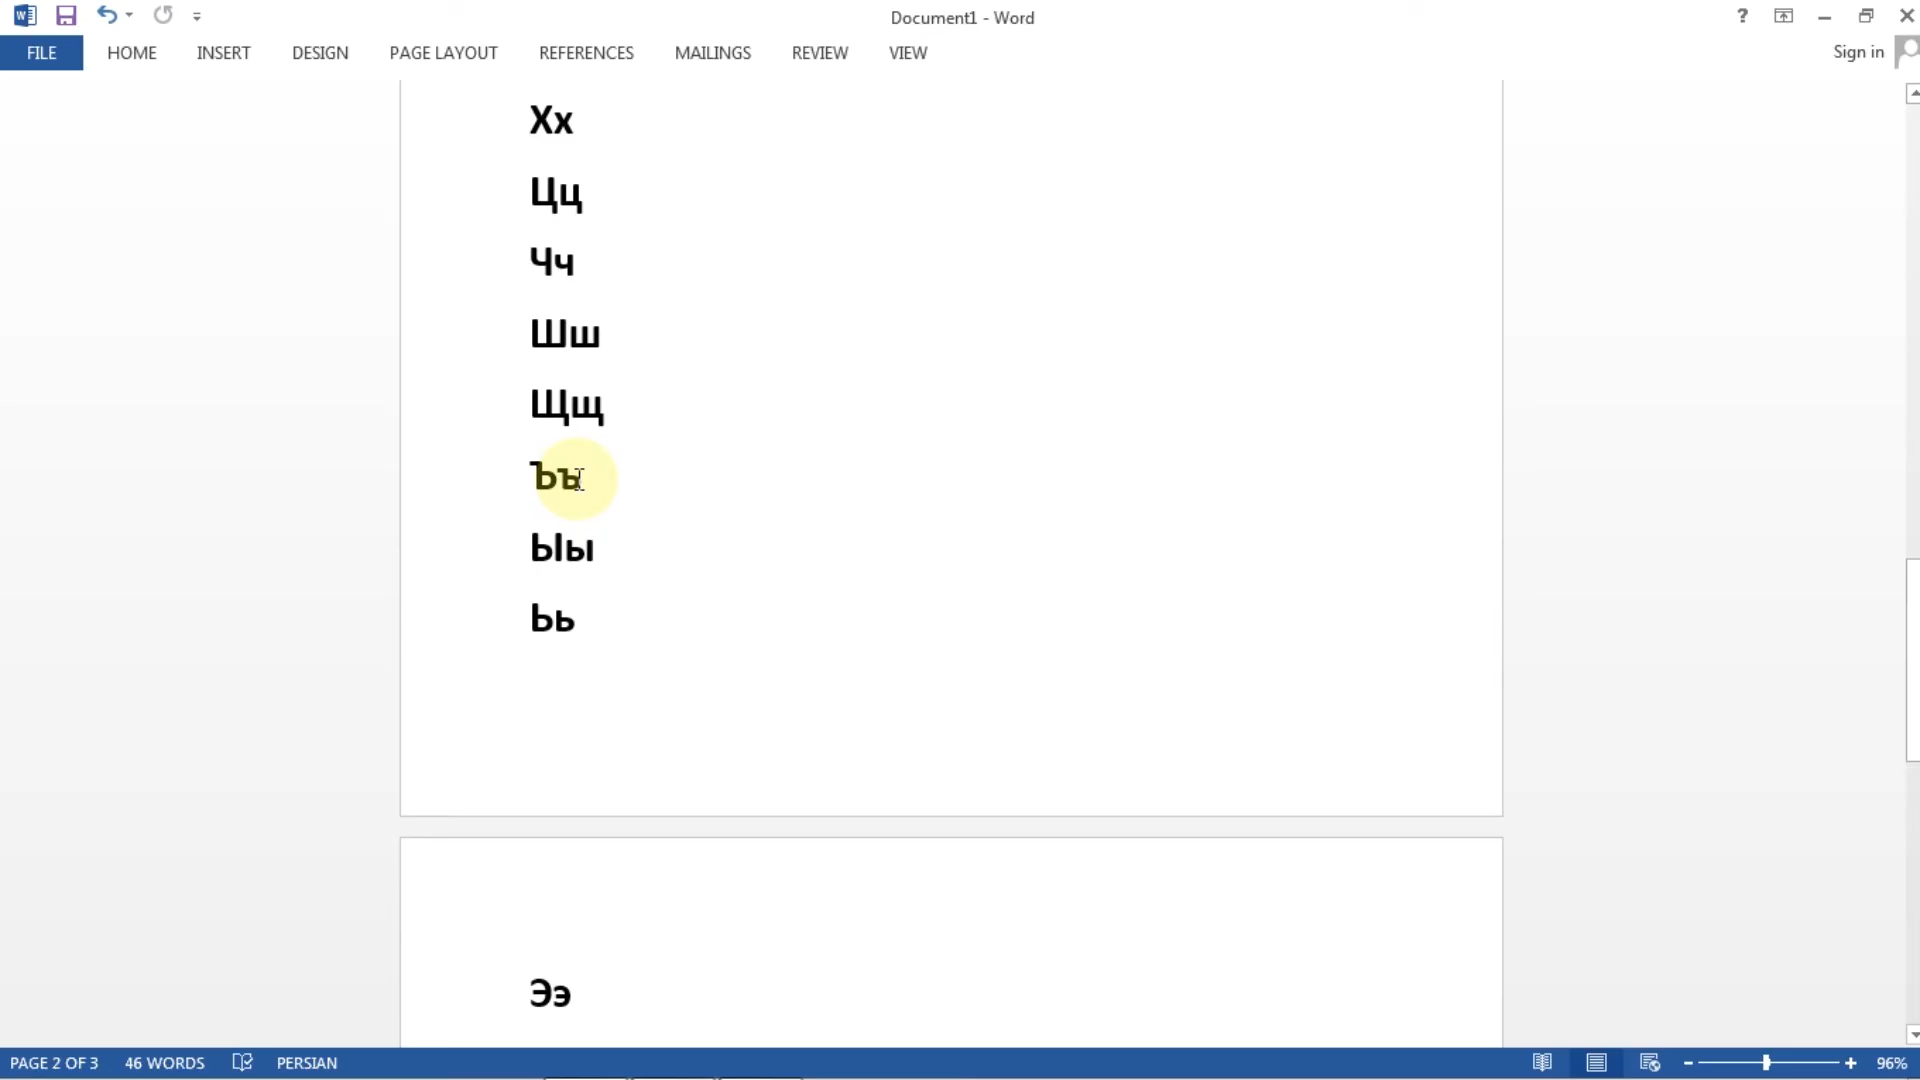 Document1 - Word
FILE HOME INSERT DESIGN PAGE LAYOUT REFERENCES MAILINGS REVIEW VIEW Sign in
Хх
Цц
Чч
Шш
Щщ
Ъъ
Ыы
Ьь
Ээ
PAGE 2 OF 3 46 WORDS PERSIAN 96%